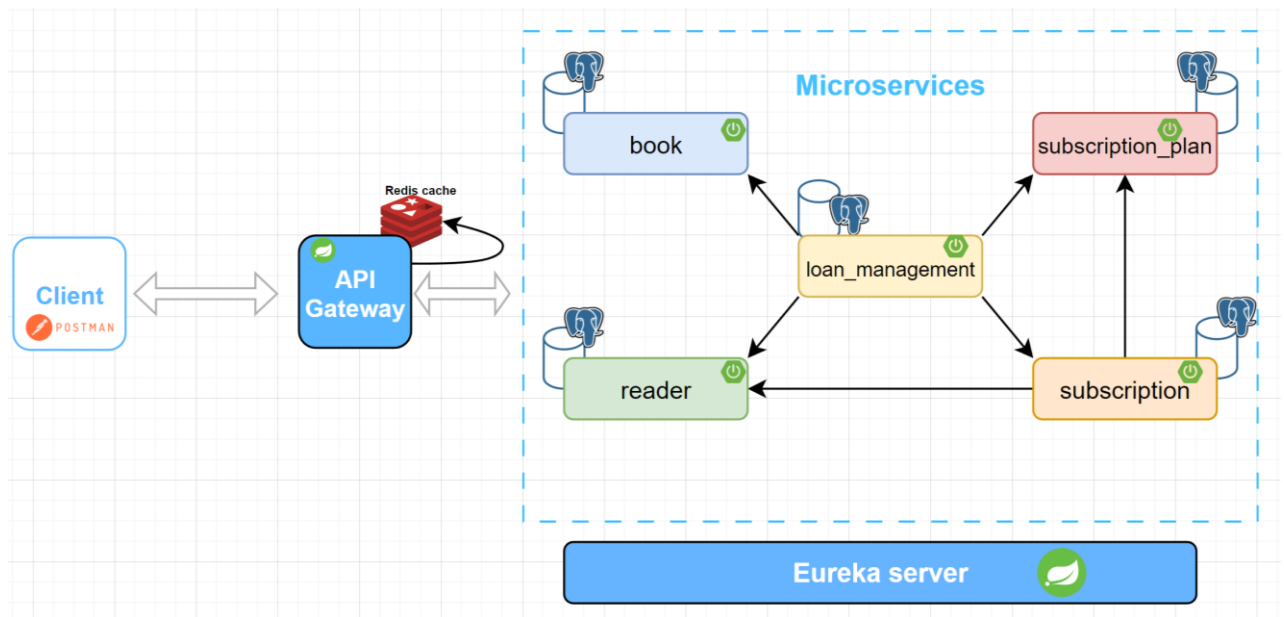 Microservices
book
subscription_plan
Redis cache
loan_management
API
Gateway
Client
POSTMAN
reader
subscription
Eureka server